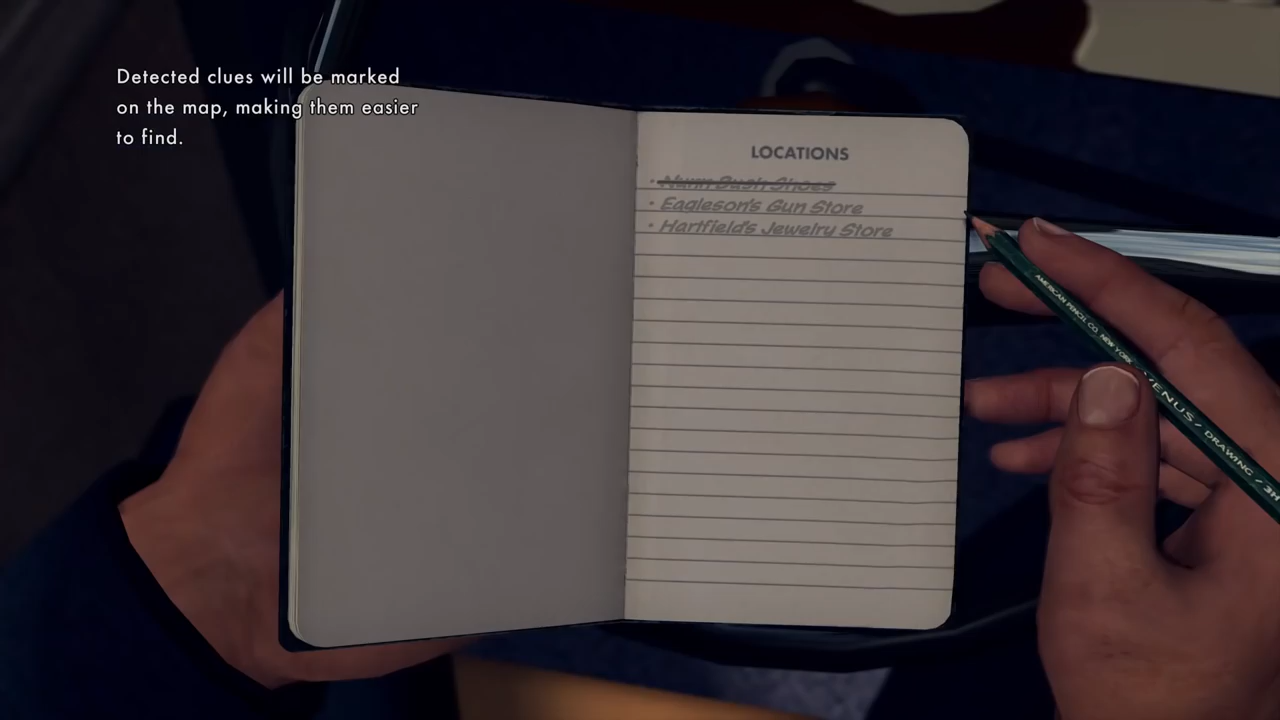 Detected clues will be marked
on the map, making them easier
to find.
LOCATIONS
· Nunn Bush Shoes
· Eagleson's Gun Store
· Hartfield's Jewelry Store
AMERICAN PENCIL CO. NEW YORK
VENUS / DRAWING / 3H